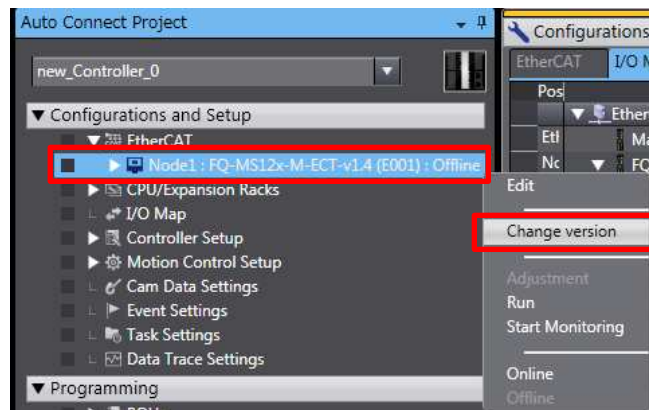 Auto Connect Project
new_Controller_0
Configurations and Setup
EtherCAT
Node1 : FQ-MS12x-M-ECT-v1.4 (E001) : Offline
CPU/Expansion Racks
I/O Map
Controller Setup
Motion Control Setup
Cam Data Settings
Event Settings
Task Settings
Data Trace Settings
Programming
Configurations
EtherCAT
I/O M
Pos
Ether
Ma
FQ
Edit
Change version
Adjustment
Run
Start Monitoring
Online
Offline